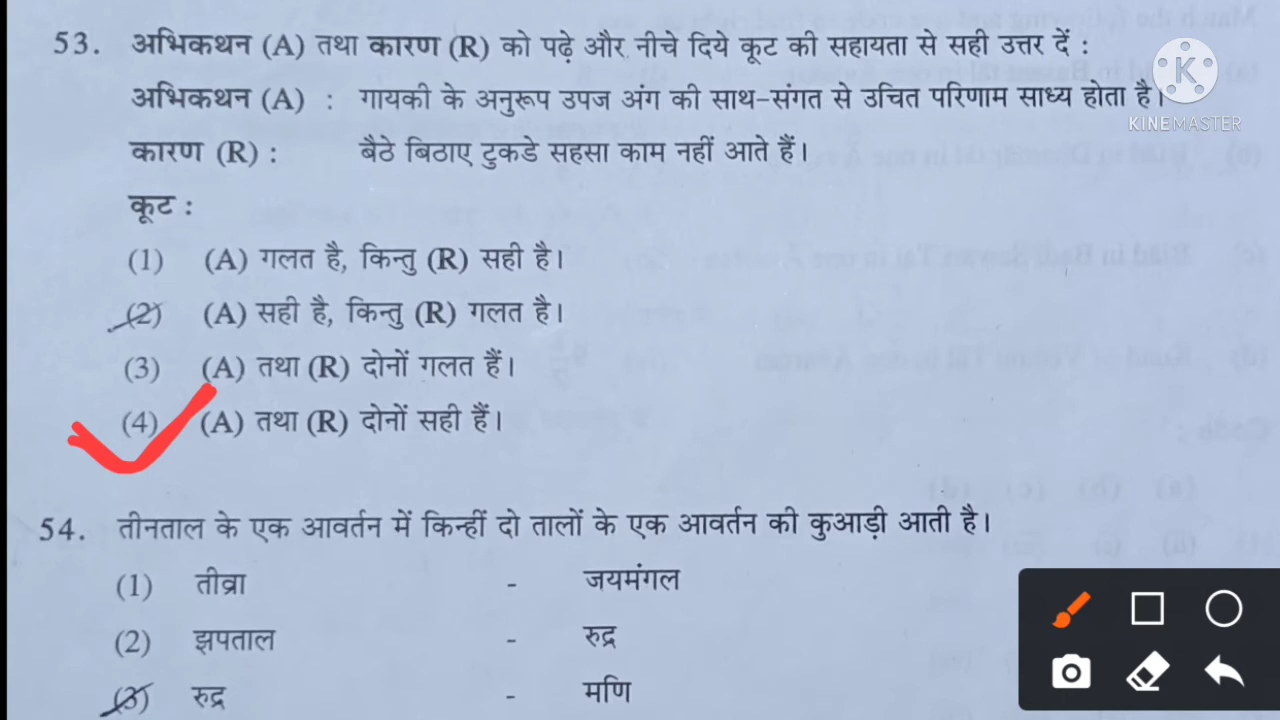 53. अभिकथन (A) तथा कारण (R) को पढ़े और नीचे दिये कूट की सहायता से सही उत्तर दें :
अभिकथन (A) : गायकी के अनुरूप उपज अंग की साथ-संगत से उचित परिणाम साध्य होता है।
कारण (R) : बैठे बिठाए टुकडे सहसा काम नहीं आते हैं।
कूट :
(1) (A) गलत है, किन्तु (R) सही है।
(2) (A) सही है, किन्तु (R) गलत है।
(3) (A) तथा (R) दोनों गलत हैं।
(4) (A) तथा (R) दोनों सही हैं।
54. तीनताल के एक आवर्तन में किन्हीं दो तालों के एक आवर्तन की कुआड़ी आती है।
(1) तीव्रा - जयमंगल
(2) झपताल - रुद्र
(3) रुद्र - मणि
K
KINEMASTER